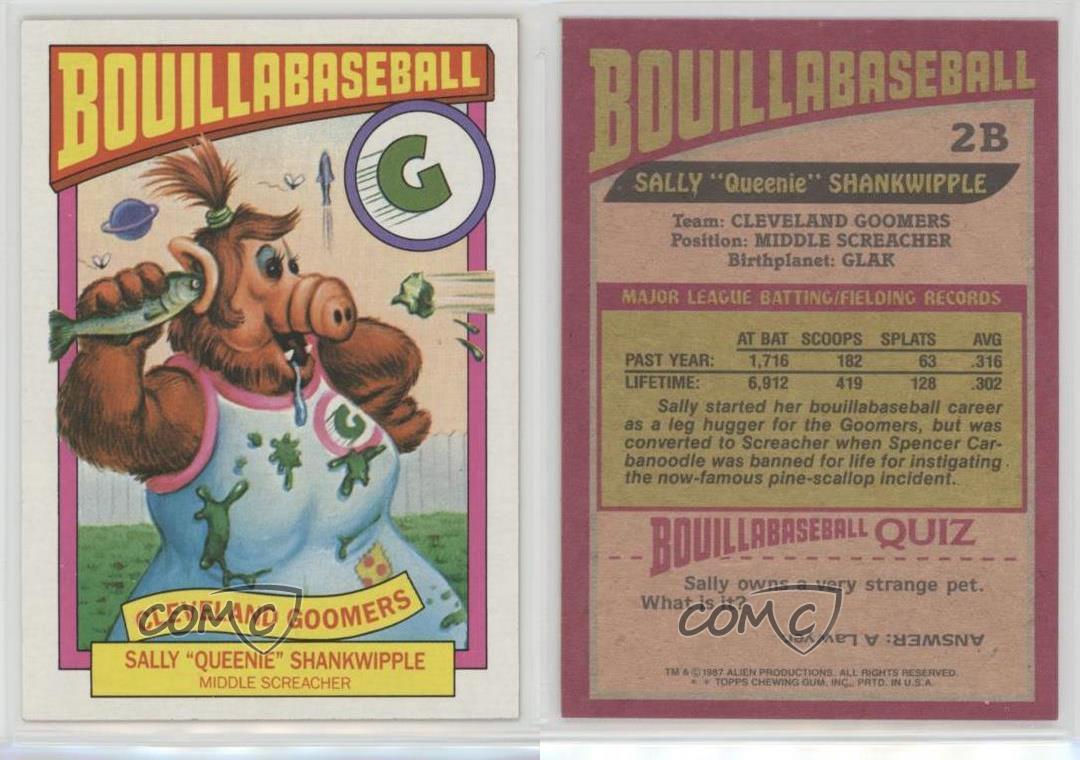 BOUILLABASEBALL
G
G
CLEVELAND GOOMERS
SALLY "QUEENIE" SHANKWIPPLE
MIDDLE SCREACHER
COMC
BOUILLABASEBALL
2B
SALLY "Queenie" SHANKWIPPLE
Team: CLEVELAND GOOMERS
Position: MIDDLE SCREACHER
Birthplanet: GLAK
MAJOR LEAGUE BATTING/FIELDING RECORDS
AT BAT SCOOPS SPLATS AVG
PAST YEAR: 1,716 182 63 .316
LIFETIME: 6,912 419 128 .302
Sally started her bouillabaseball career
as a leg hugger for the Goomers, but was
converted to Screacher when Spencer Car-
banoodle was banned for life for instigating
the now-famous pine-scallop incident.
BOUILLABASEBALL QUIZ
Sally owns a very strange pet.
What is it?
COMC
ANSWER: A Lawyer
TM & © 1987 ALIEN PRODUCTIONS. ALL RIGHTS RESERVED.
* * TOPPS CHEWING GUM, INC., PRTD. IN U.S.A.